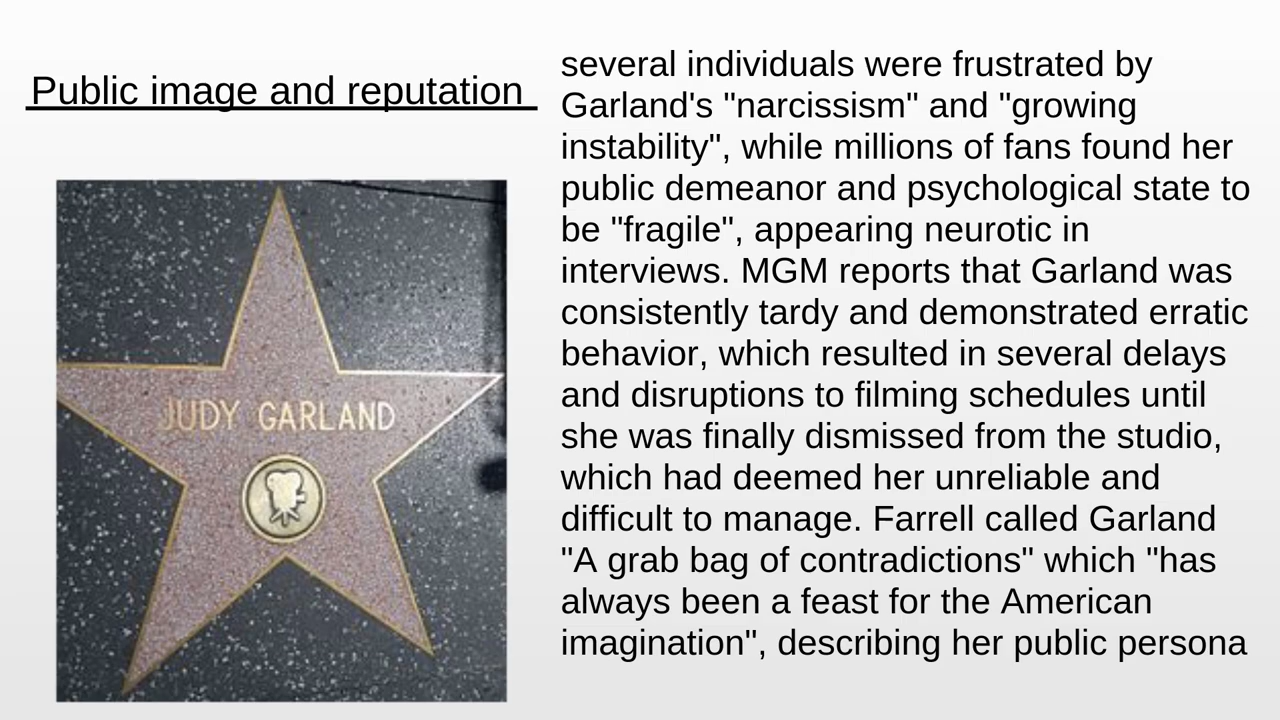 Public image and reputation
JUDY GARLAND
several individuals were frustrated by
Garland's "narcissism" and "growing
instability", while millions of fans found her
public demeanor and psychological state to
be "fragile", appearing neurotic in
interviews. MGM reports that Garland was
consistently tardy and demonstrated erratic
behavior, which resulted in several delays
and disruptions to filming schedules until
she was finally dismissed from the studio,
which had deemed her unreliable and
difficult to manage. Farrell called Garland
"A grab bag of contradictions" which "has
always been a feast for the American
imagination", describing her public persona